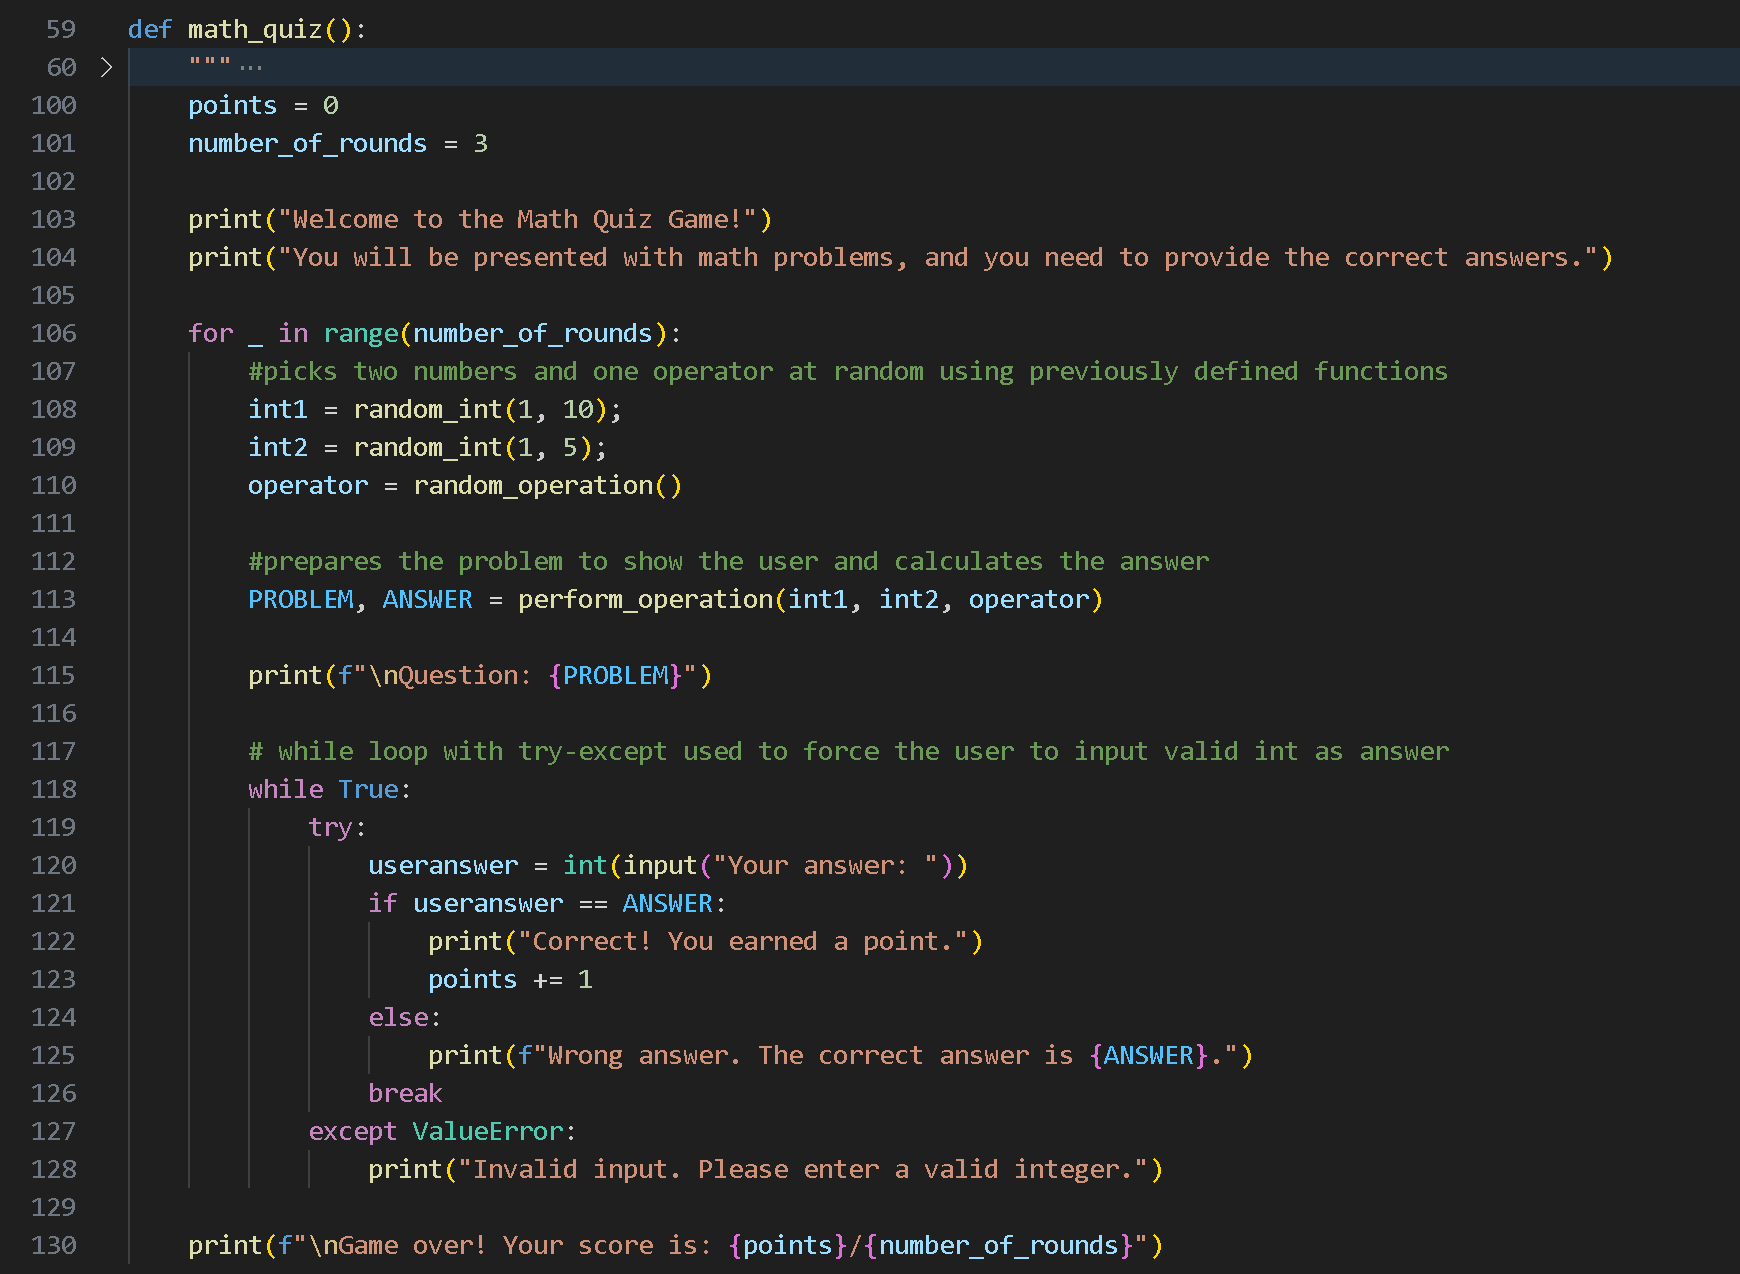 59 def math_quiz():
60 > """ ...
100 points = 0
101 number_of_rounds = 3
102
103 print("Welcome to the Math Quiz Game!")
104 print("You will be presented with math problems, and you need to provide the correct answers.")
105
106 for _ in range(number_of_rounds):
107 #picks two numbers and one operator at random using previously defined functions
108 int1 = random_int(1, 10);
109 int2 = random_int(1, 5);
110 operator = random_operation()
111
112 #prepares the problem to show the user and calculates the answer
113 PROBLEM, ANSWER = perform_operation(int1, int2, operator)
114
115 print(f"\nQuestion: {PROBLEM}")
116
117 # while loop with try-except used to force the user to input valid int as answer
118 while True:
119 try:
120 useranswer = int(input("Your answer: "))
121 if useranswer == ANSWER:
122 print("Correct! You earned a point.")
123 points += 1
124 else:
125 print(f"Wrong answer. The correct answer is {ANSWER}.")
126 break
127 except ValueError:
128 print("Invalid input. Please enter a valid integer.")
129
130 print(f"\nGame over! Your score is: {points}/{number_of_rounds}")